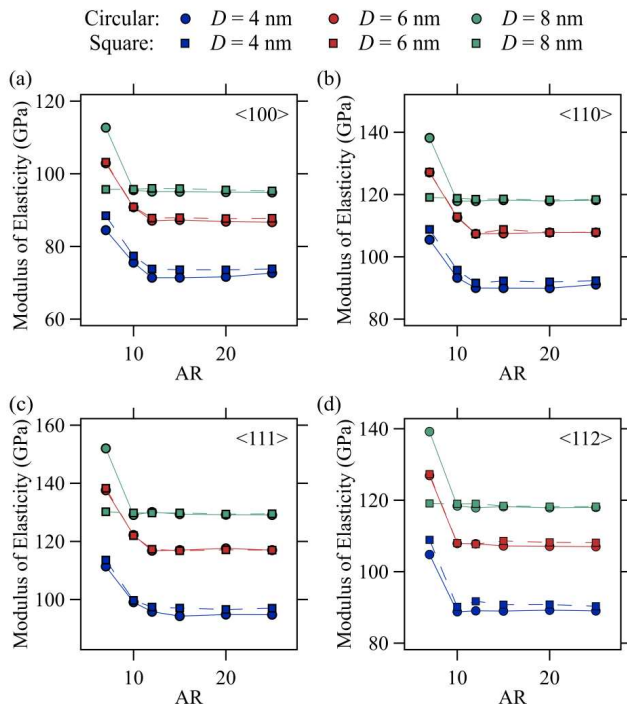 Circular: D = 4 nm D = 6 nm D = 8 nm
Square: D = 4 nm D = 6 nm D = 8 nm
(a) (b)
<100> <110>
Modulus of Elasticity (GPa) Modulus of Elasticity (GPa)
120 140
100 120
80 100
60 80
10 20 10 20
AR AR
(c) (d)
<111> <112>
Modulus of Elasticity (GPa) Modulus of Elasticity (GPa)
160 140
140 120
120 100
100 80
10 20 10 20
AR AR